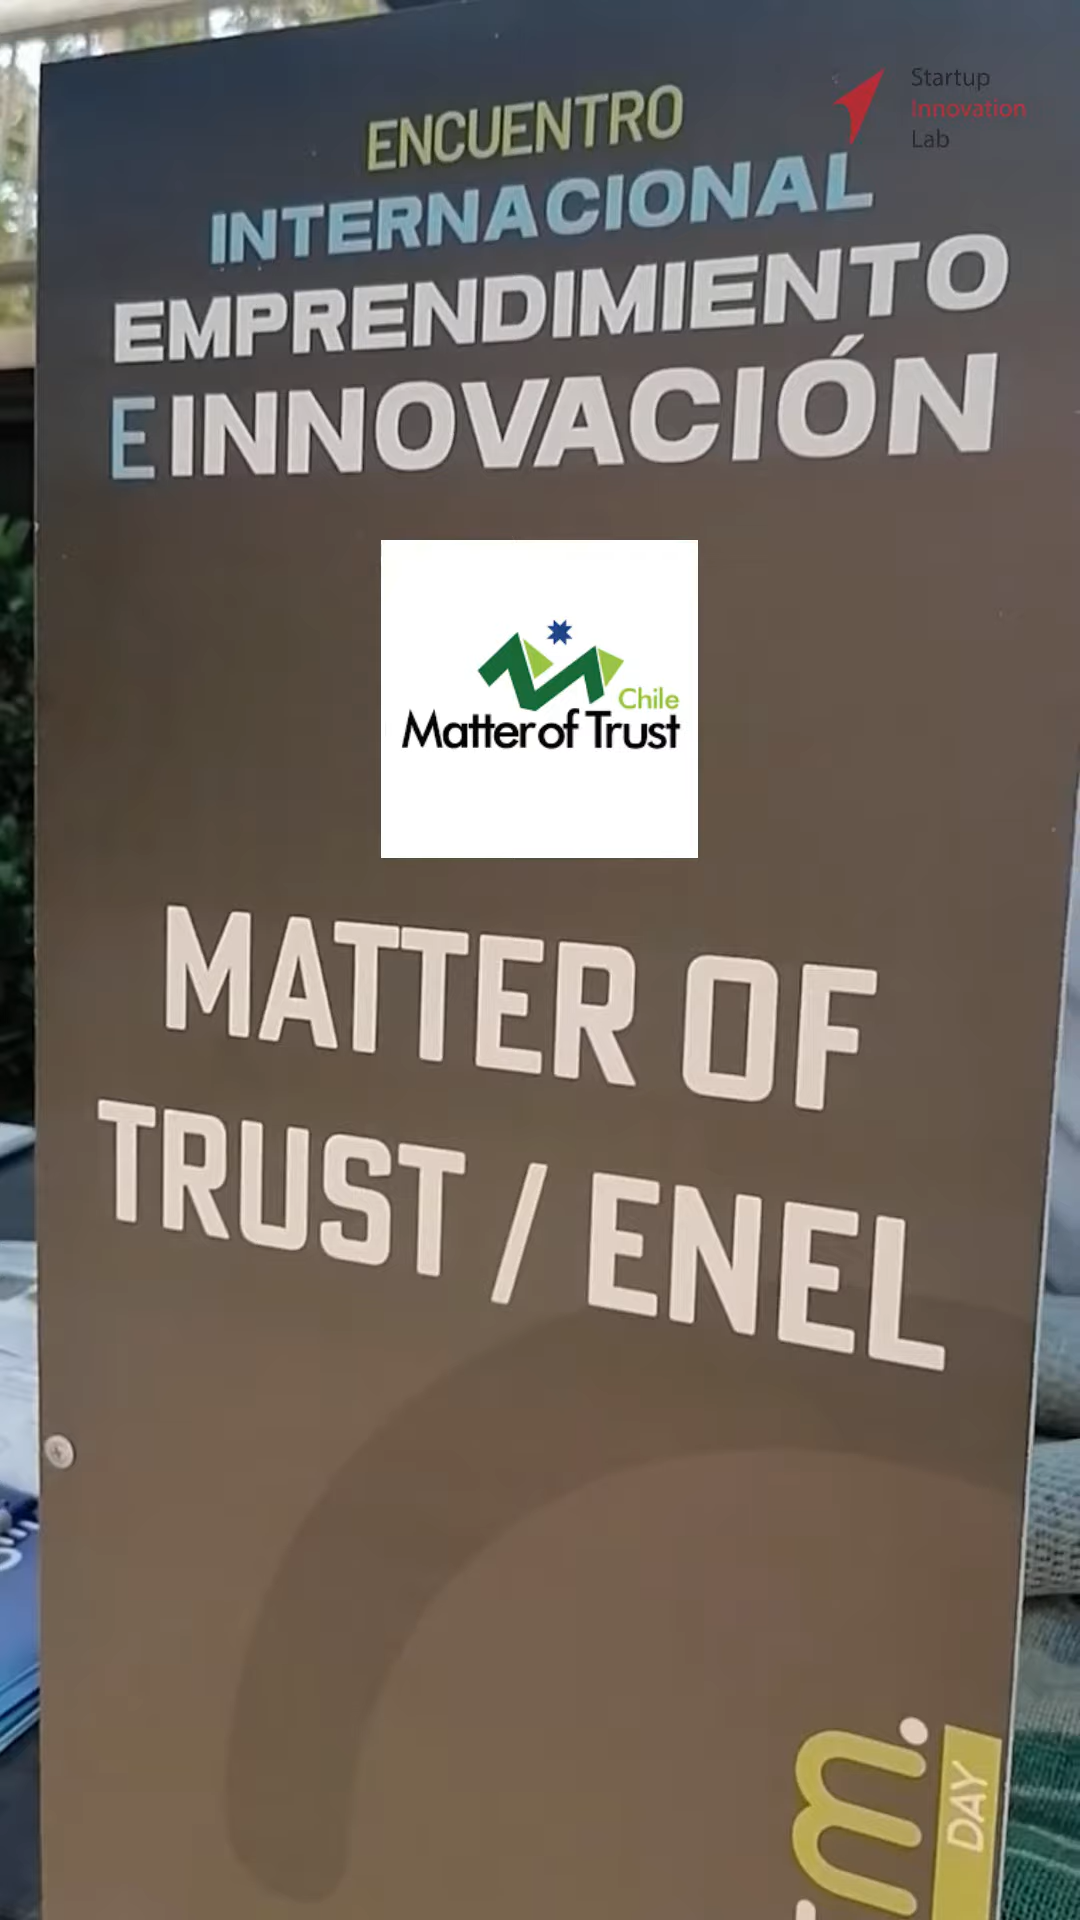 Startup
Innovation
Lab
ENCUENTRO
INTERNACIONAL
EMPRENDIMIENTO
E INNOVACIÓN
Chile
Matter of Trust
MATTER OF
TRUST / ENEL
m.
DAY